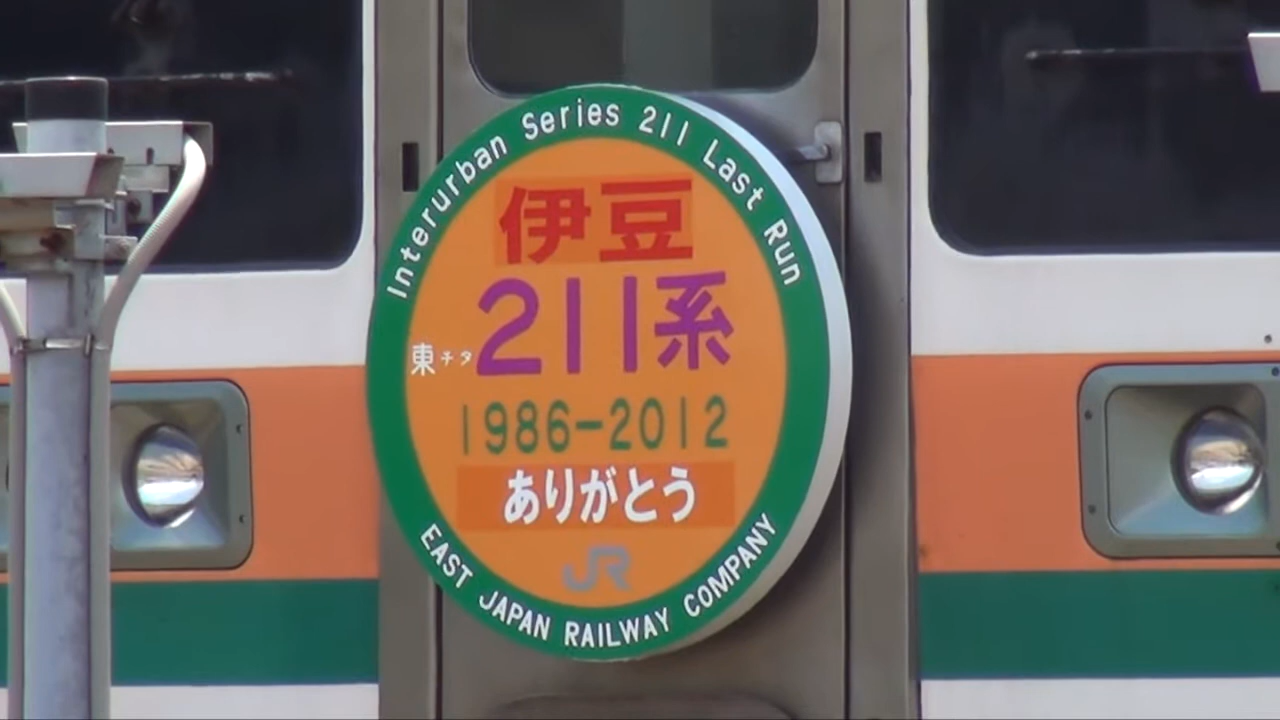 Interurban Series 211 Last Run
伊豆
211系
東チタ
1986-2012
ありがとう
JR
EAST JAPAN RAILWAY COMPANY